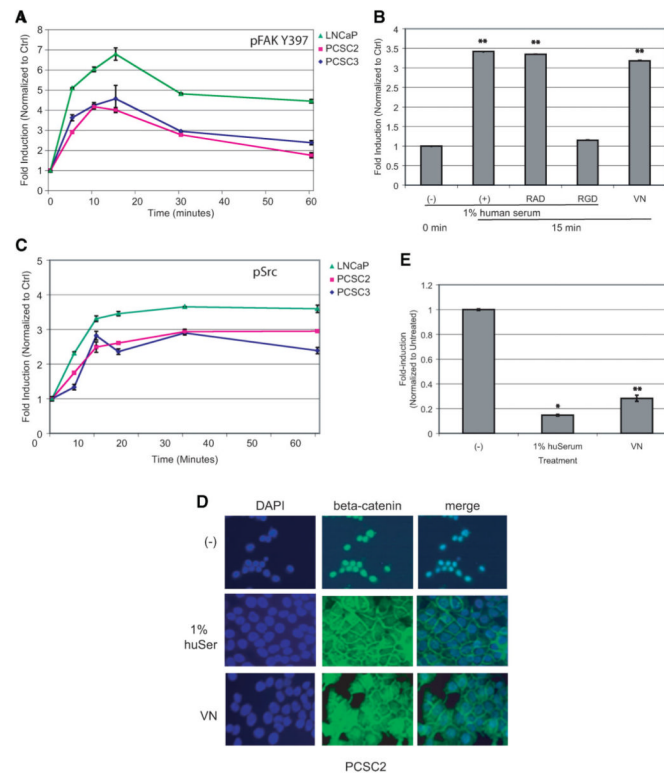 A
pFAK Y397
LNCaP
PCSC2
PCSC3
Fold Induction (Normalized to Ctrl)
8
7
6
5
4
3
2
1
0 10 20 30 40 50 60
Time (minutes)
B
Fold Induction (Normalized to Ctrl)
4
3.5
3
2.5
2
1.5
1
0.5
0
** ** **
(-) (+) RAD RGD VN
1% human serum
0 min 15 min
C
pSrc
LNCaP
PCSC2
PCSC3
Fold Induction (Normalized to Ctrl)
5
4
3
2
1
0
0 10 20 30 40 50 60
Time (Minutes)
E
Fold-induction
(Normalized to Untreated)
1.2
1
0.8
0.6
0.4
0.2
0
* **
(-) 1% huSerum VN
Treatment
D
DAPI beta-catenin merge
(-)
1%
huSer
VN
PCSC2